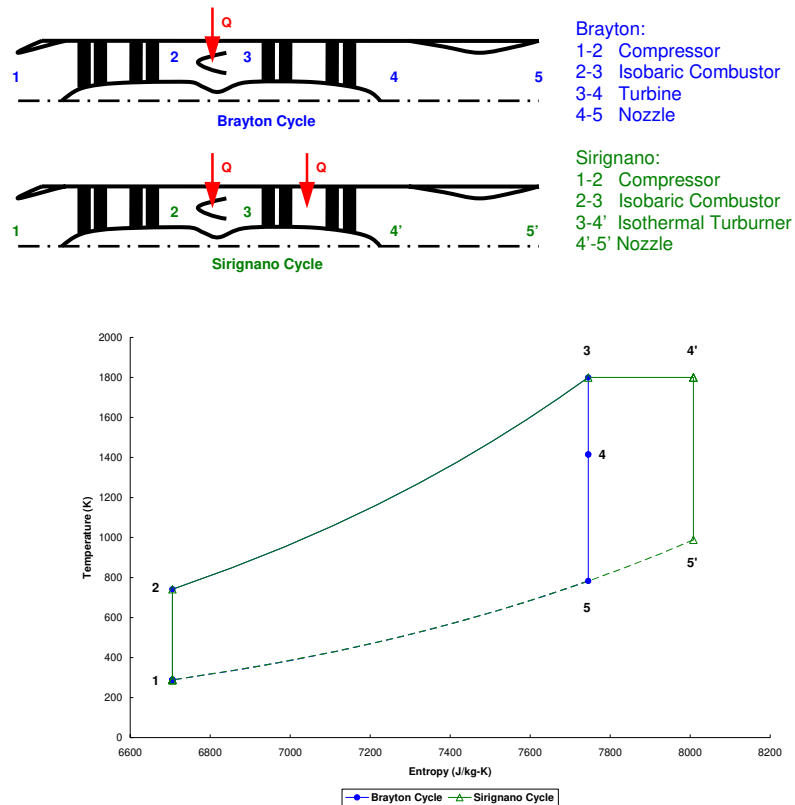 Q
1
2
3
4
5
Brayton Cycle
Brayton:
1-2 Compressor
2-3 Isobaric Combustor
3-4 Turbine
4-5 Nozzle
Q
Q
1
2
3
4'
5'
Sirignano Cycle
Sirignano:
1-2 Compressor
2-3 Isobaric Combustor
3-4' Isothermal Turburner
4'-5' Nozzle
2000
1800
1600
1400
1200
1000
800
600
400
200
0
Temperature (K)
3
4'
4
2
5'
5
1
6600 6800 7000 7200 7400 7600 7800 8000 8200
Entropy (J/kg-K)
Brayton Cycle Sirignano Cycle